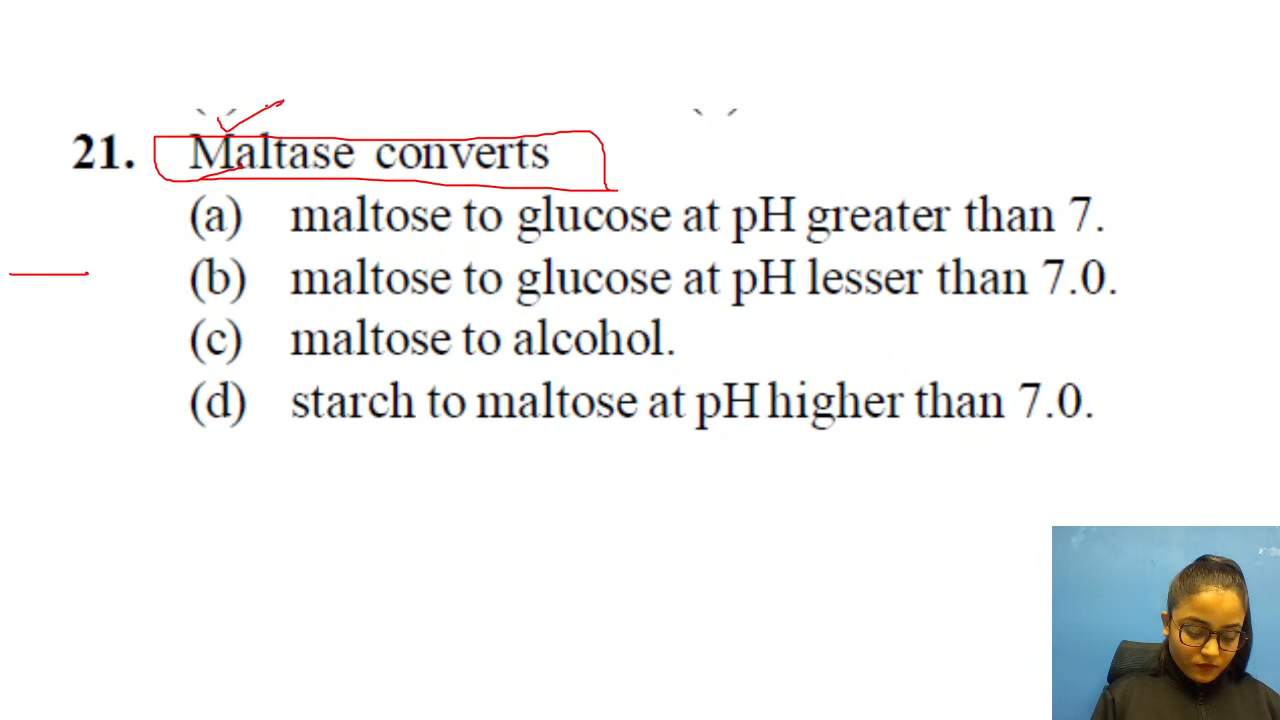 21. Maltase converts
(a) maltose to glucose at pH greater than 7.
(b) maltose to glucose at pH lesser than 7.0.
(c) maltose to alcohol.
(d) starch to maltose at pH higher than 7.0.